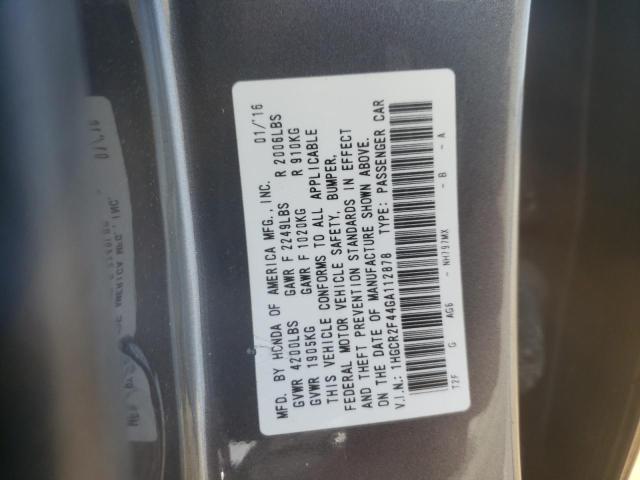 MFD. BY HONDA OF AMERICA MFG., INC. 01/'16
GVWR 4200LBS GAWR F 2249LBS R 2006LBS
GVWR 1905KG GAWR F 1020KG R 910KG
THIS VEHICLE CONFORMS TO ALL APPLICABLE
FEDERAL MOTOR VEHICLE SAFETY, BUMPER,
AND THEFT PREVENTION STANDARDS IN EFFECT
ON THE DATE OF MANUFACTURE SHOWN ABOVE.
V.I.N.: 1HGCR2F44GA112878 TYPE: PASSENGER CAR
T2F G AG6 NH797MX - B - A